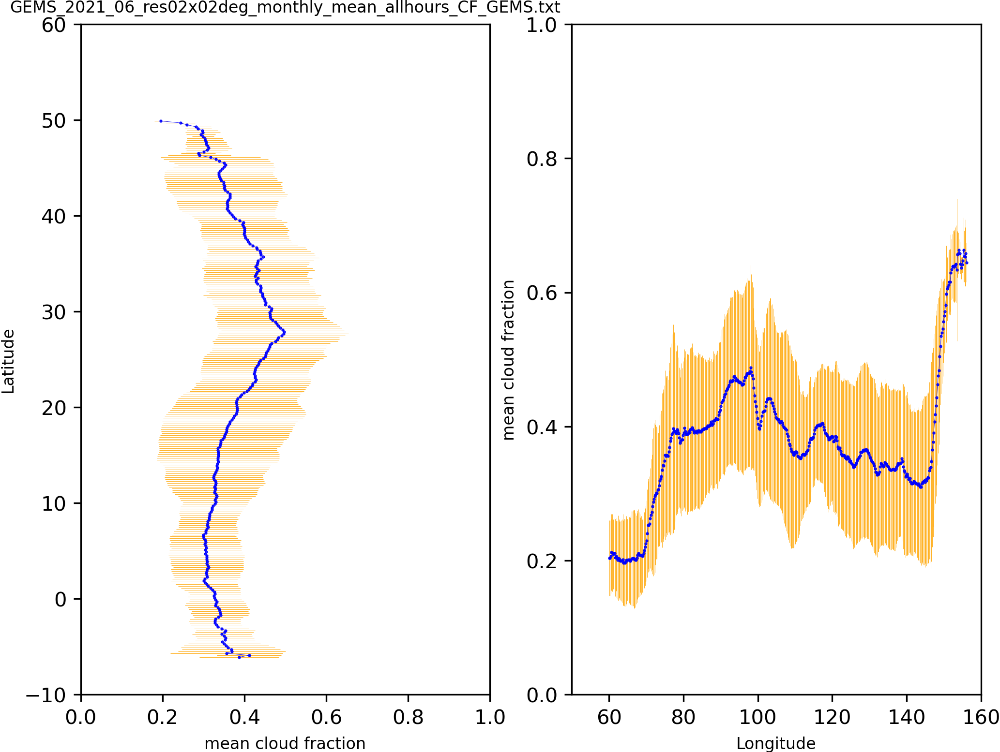 GEMS_2021_06_res02x02deg_monthly_mean_allhours_CF_GEMS.txt
60
50
40
30
20
10
0
−10
Latitude
0.0 0.2 0.4 0.6 0.8 1.0
mean cloud fraction
1.0
0.8
0.6
0.4
0.2
0.0
mean cloud fraction
60 80 100 120 140 160
Longitude